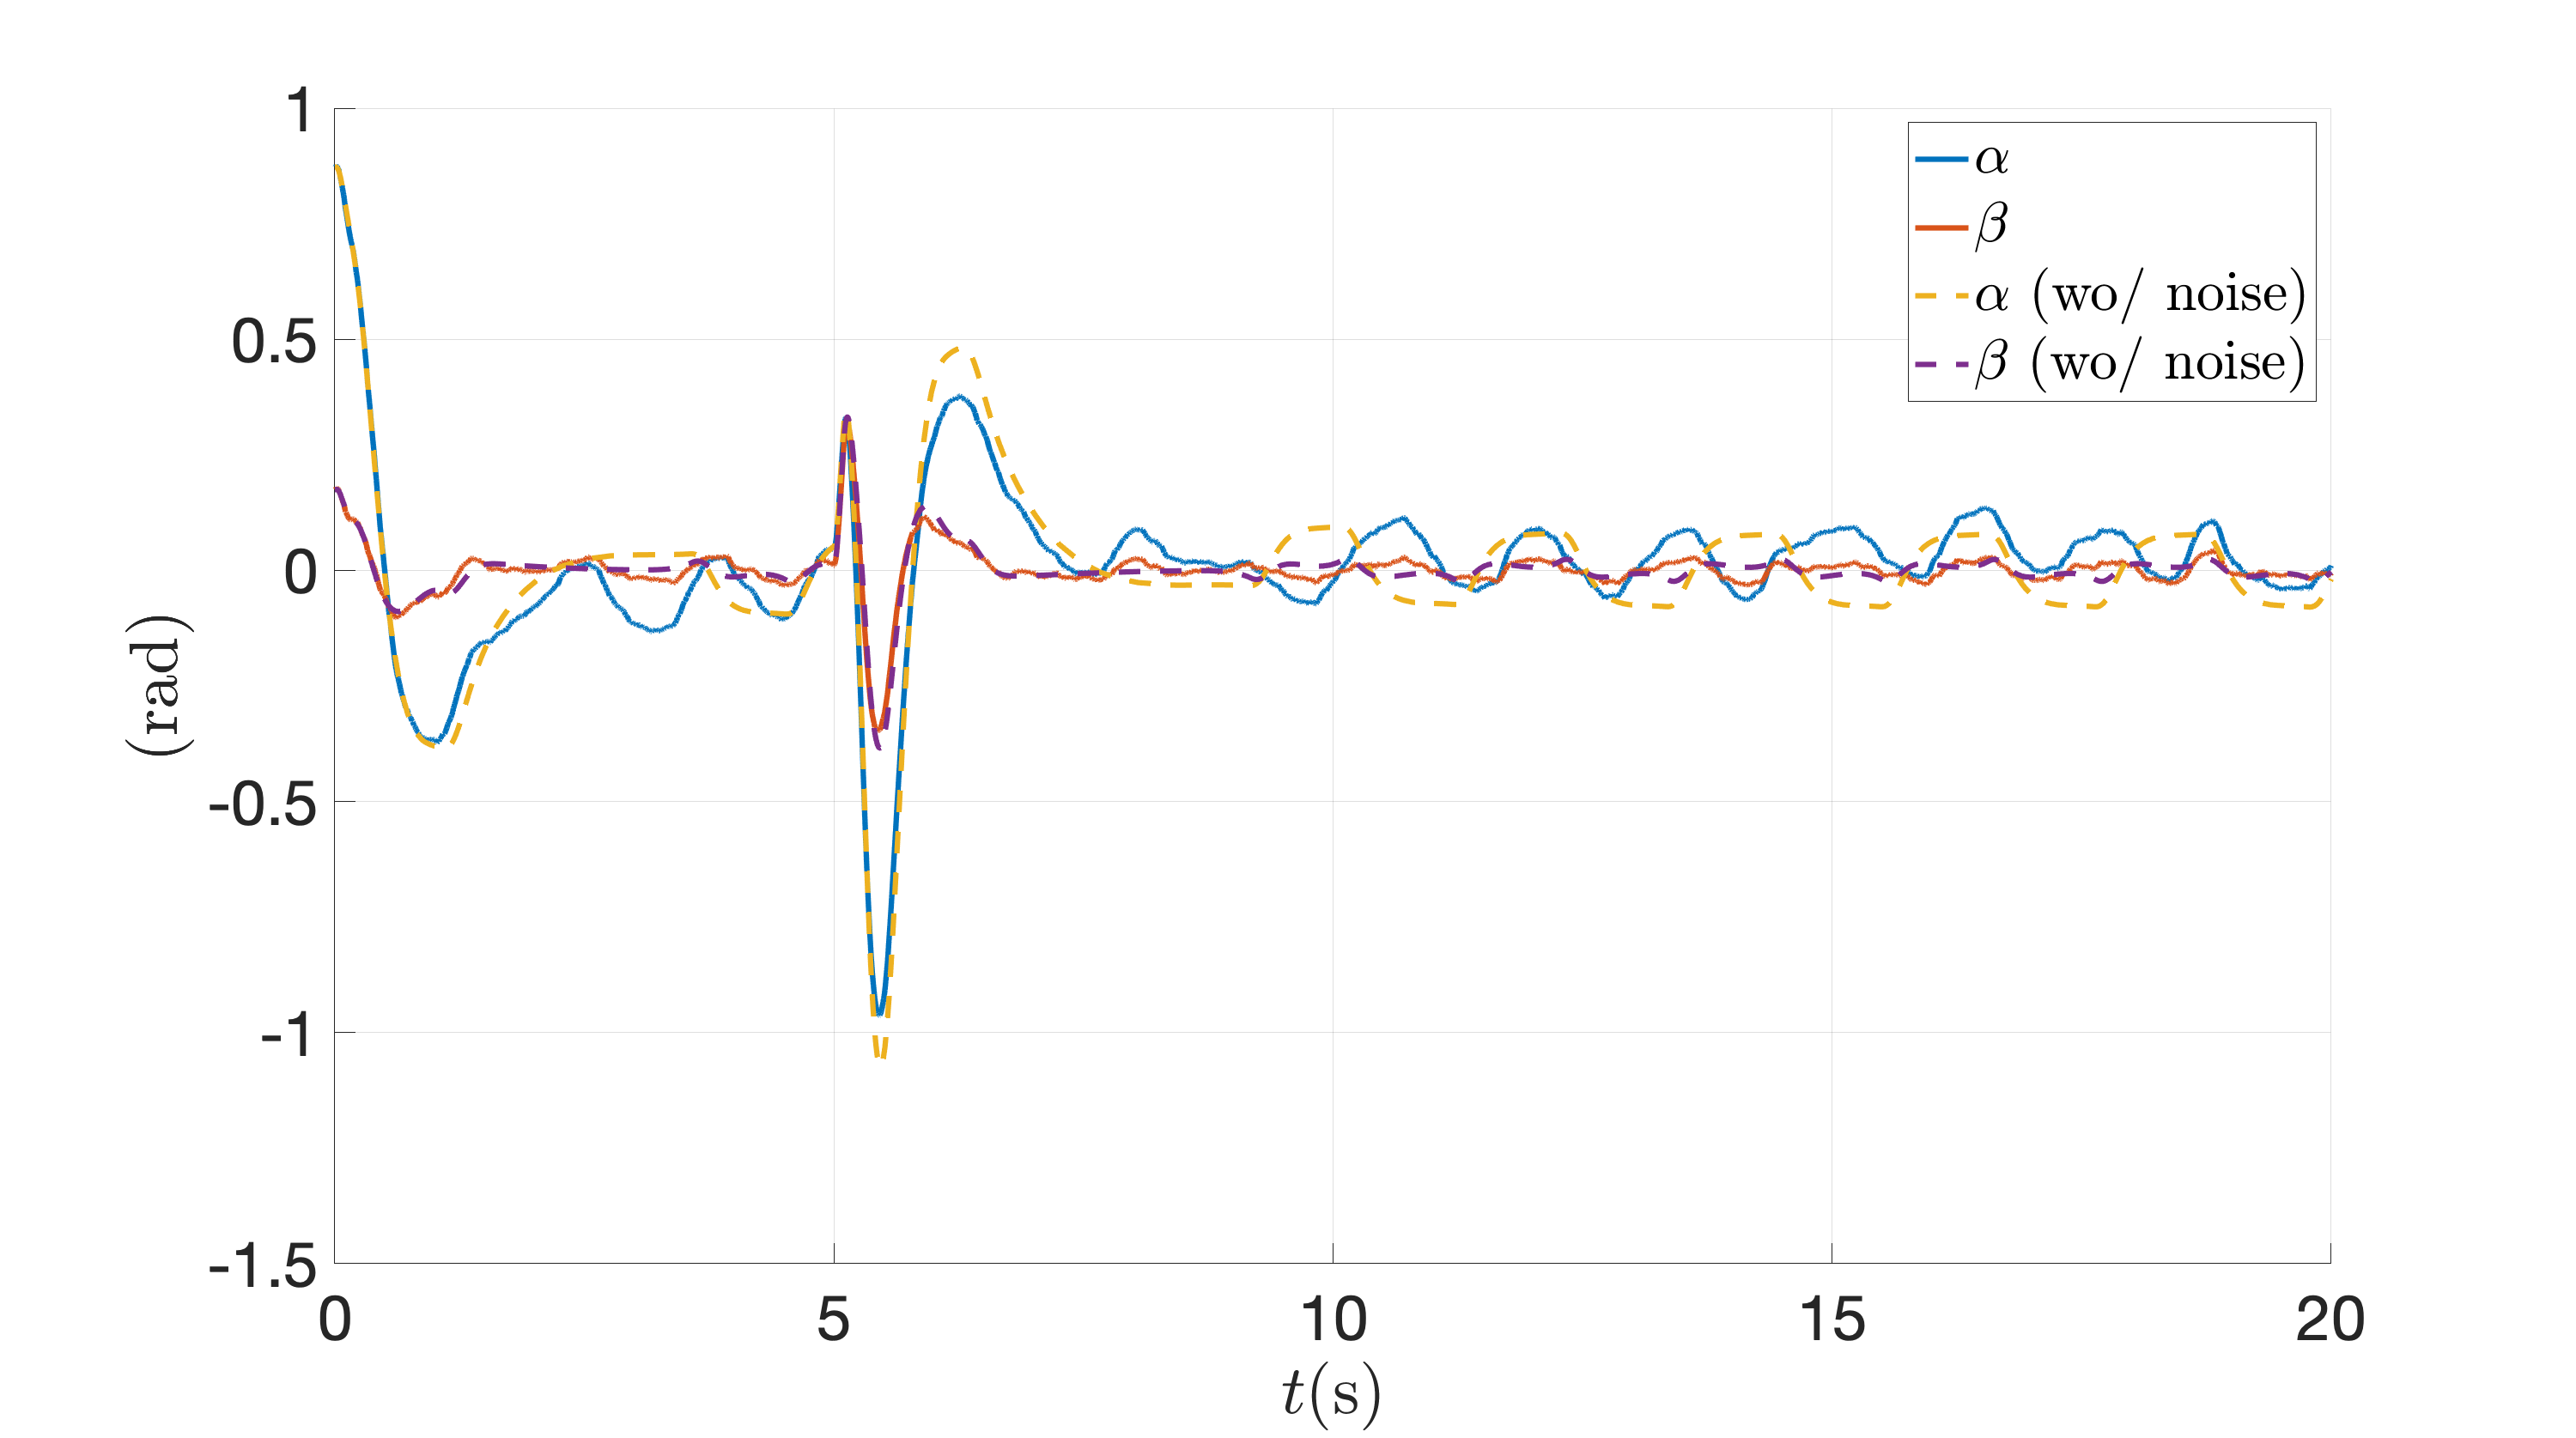 1
0.5
0
-0.5
-1
-1.5
(rad)
0 5 10 15 20
t(s)
α
β
α (wo/ noise)
β (wo/ noise)